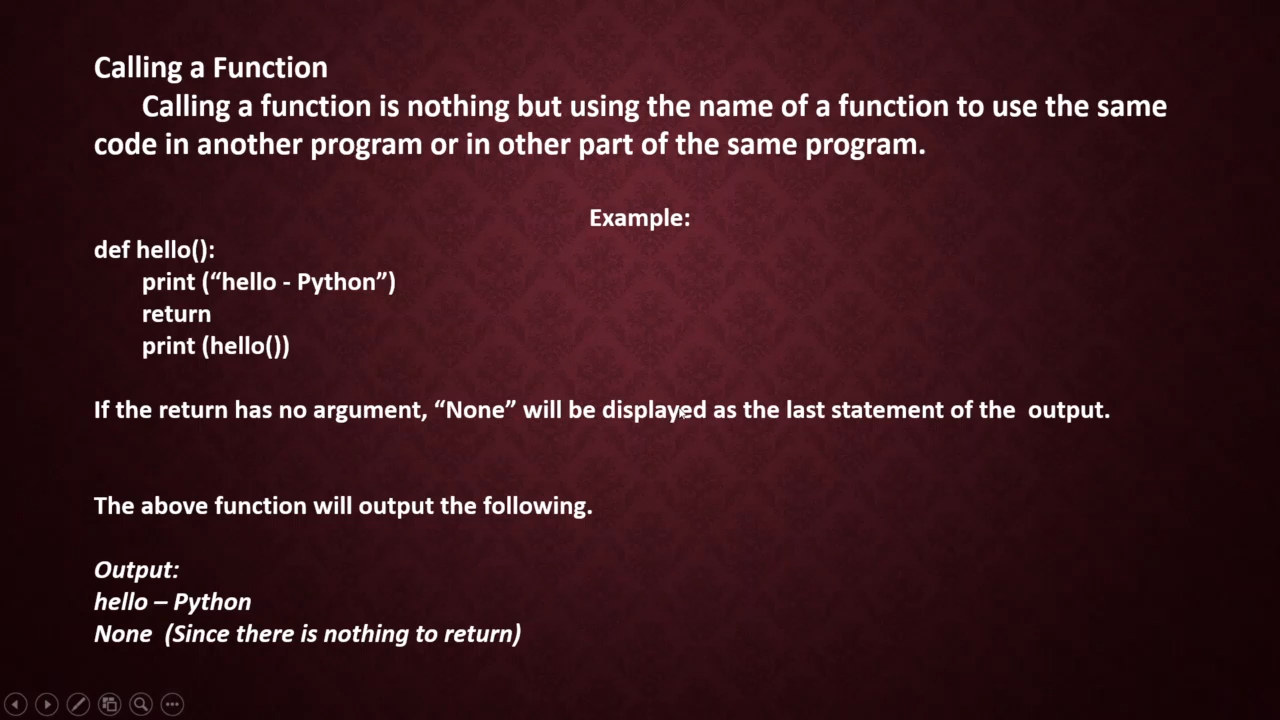 Calling a Function
Calling a function is nothing but using the name of a function to use the same
code in another program or in other part of the same program.
Example:
def hello():
print (“hello - Python”)
return
print (hello())
If the return has no argument, “None” will be displayed as the last statement of the output.
The above function will output the following.
Output:
hello – Python
None (Since there is nothing to return)